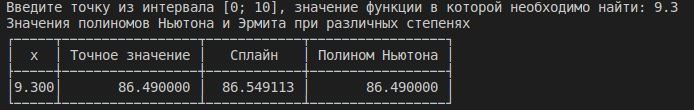 Введите точку из интервала [0; 10], значение функции в которой необходимо найти: 9.3
Значения полиномов Ньютона и Эрмита при различных степенях
x | Точное значение | Сплайн | Полином Ньютона
9.300 | 86.490000 | 86.549113 | 86.490000